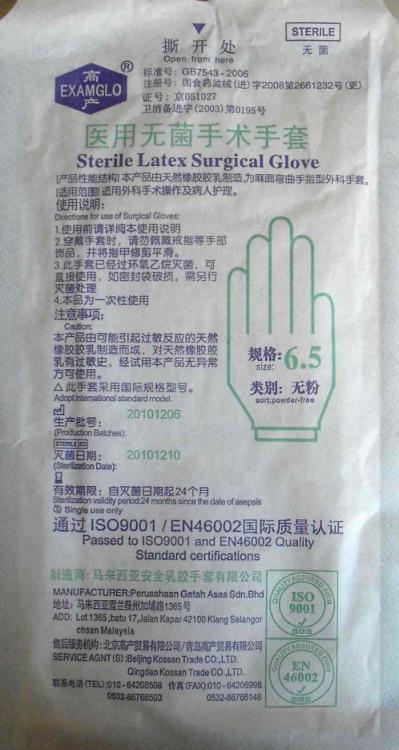 STERILE
无菌
撕开处
Open from here
高
EXAMGLO
产
®
标准号: GB7543-2006
注册号: 国食药监械(进)字2008第2661232号(更)
证号: 京051027
卫消备进字(2003)第0195号
医用无菌手术手套
Sterile Latex Surgical Glove
[产品性能结构]本产品由天然橡胶胶乳制造,为麻面弯曲手指型外科手套。
[适用范围]适用外科手术操作及病人护理。
使用说明:
Directions for use of Surgical Gloves:
1.使用前请详阅本使用说明
2.穿戴手套时，请勿佩戴戒指等手部
饰品，并将指甲修剪平滑。
3.此手套已经过环氧乙烷灭菌，可
直接使用，如密封袋破损，需另行
灭菌处理
4.本品为一次性使用
注意事项:
Caution:
本产品由可能引起过敏反应的天然
橡胶胶乳制造而成，对天然橡胶胶
乳有过敏史，经试用本产品无异常
方可使用。
△ 此手套采用国际规格型号。
Adopt international standard model.
规格: 6.5
size:
类别: 无粉
sort:powder-free
生产批号: 20101206
(Production Batches):
STERILE EO
灭菌日期: 20101210
(Sterilization Date):
有效期限: 自灭菌日期起24个月
Sterilization validity period:24 months since the date of asepsis
② Single use only
通过 ISO9001 / EN46002国际质量认证
Passed to ISO9001 and EN46002 Quality
Standard certifications
制造商: 马来西亚安全乳胶手套有限公司
MANUFACTURER:Perusahaan Getah Asas Sdn.Bhd
地址: 马来西亚雪兰莪州加埔路1365号
ADD: Lot 1365 ,batu 17,Jalan Kapar 42100 Klang Selangor
chsan Malaysia
售后服务机构: 北京高产贸易有限公司/青岛高产贸易有限公司
SERVICE AGNT (S) :Beijing Kossan Trade CO.,LTD.
Qingdao Kossan Trade CO.,LTD.
联系电话 (TEL) :010 - 64208508 传真 (FAX):010 - 64206998
0532-86766503 0532-86766148
QUALITY ASSURED FIRM
ISO
9001
SGS
QUALITY ASSURED FIRM
EN
46002
SGS